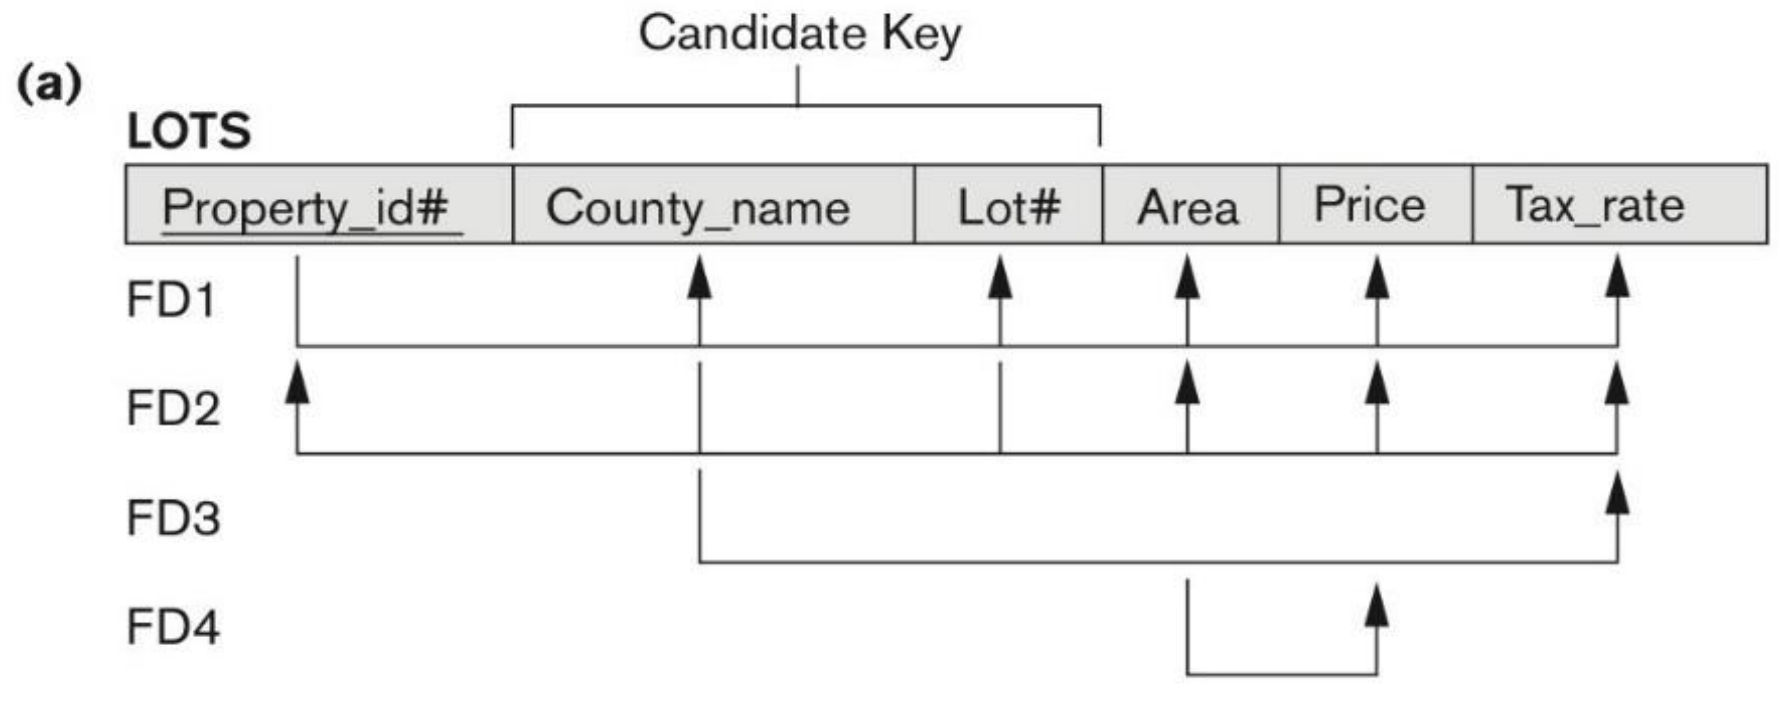 Candidate Key
(a)
LOTS
Property_id# County_name Lot# Area Price Tax_rate
FD1
FD2
FD3
FD4